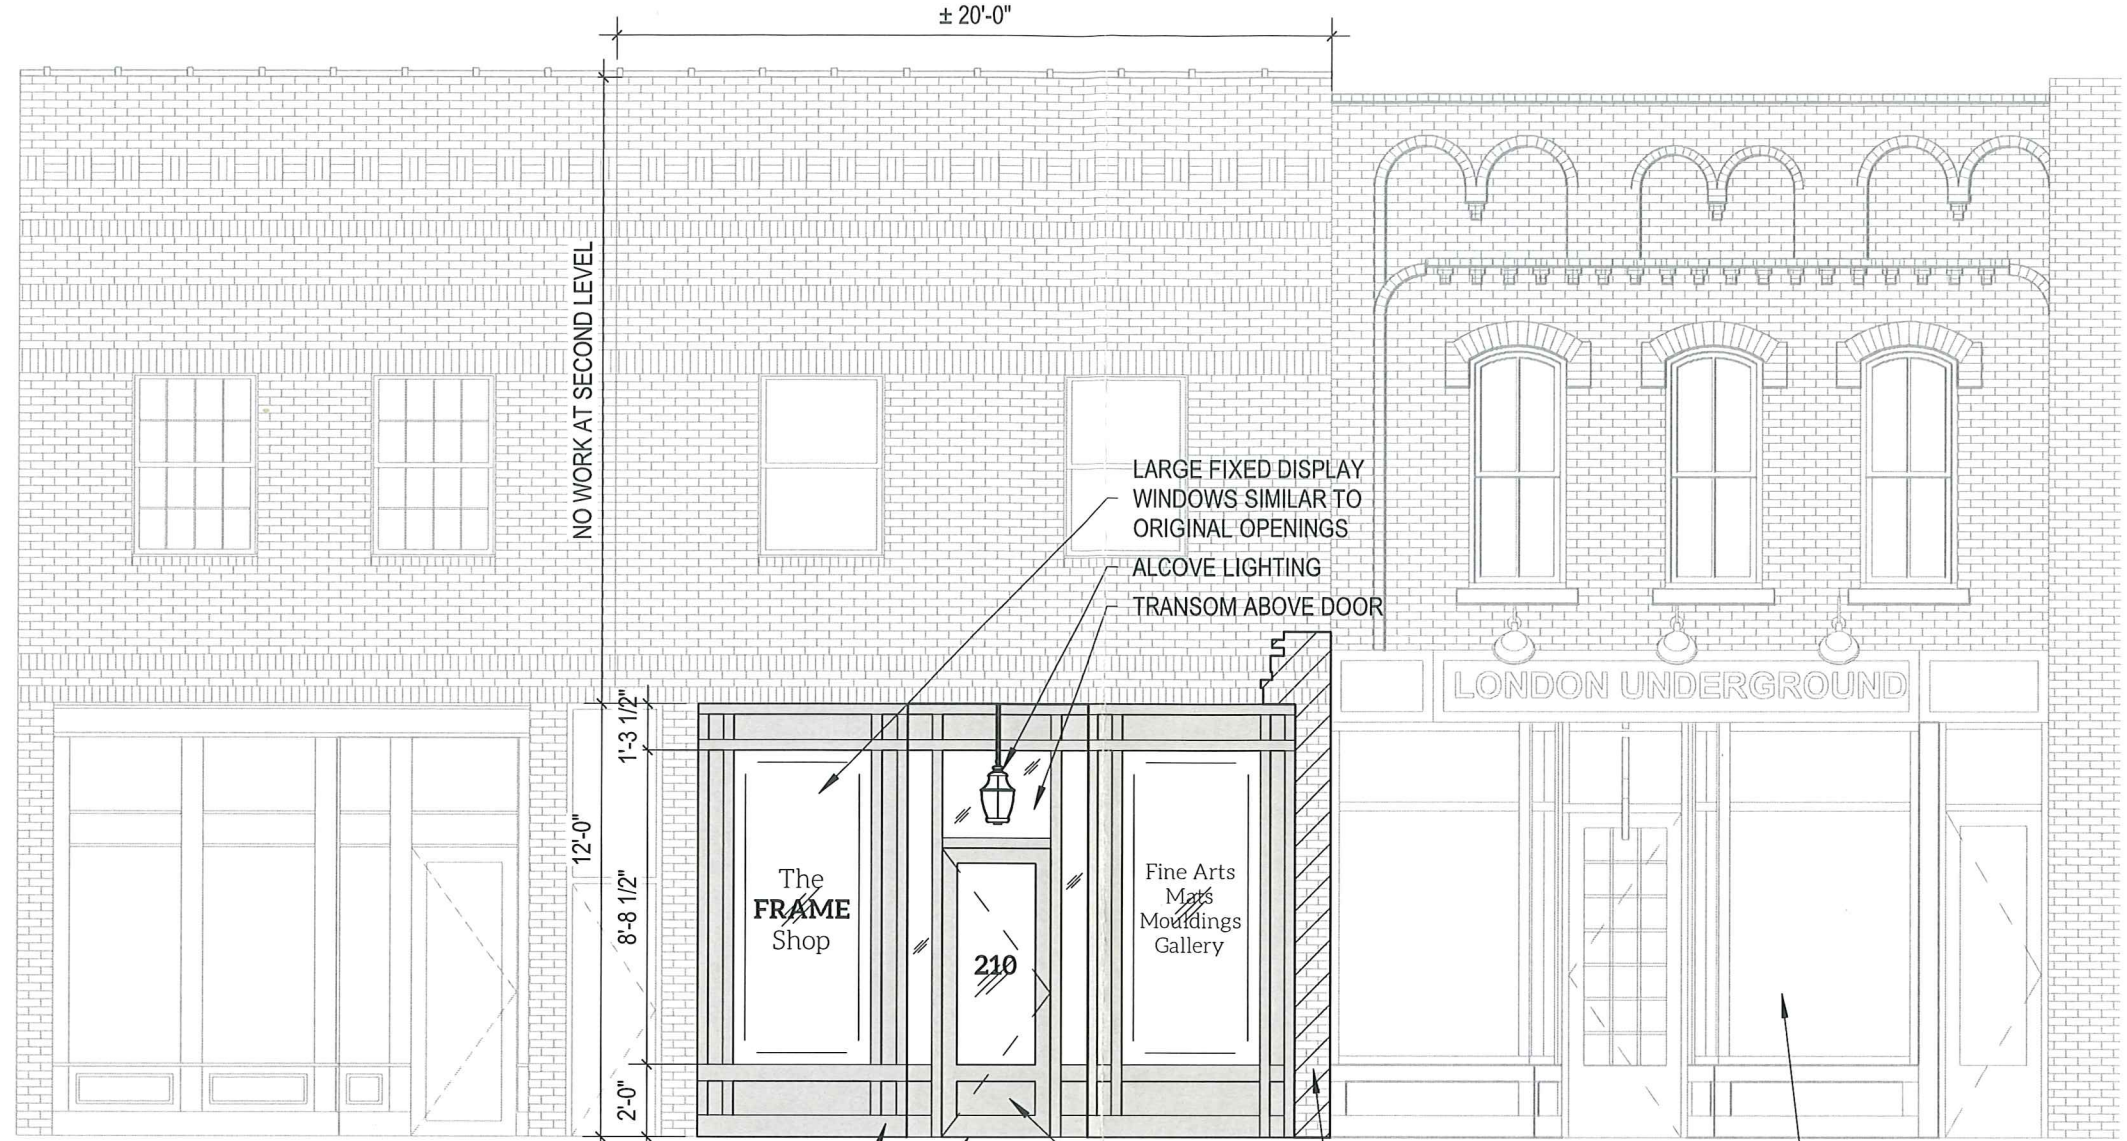 ± 20'-0"
NO WORK AT SECOND LEVEL
LARGE FIXED DISPLAY
WINDOWS SIMILAR TO
ORIGINAL OPENINGS
ALCOVE LIGHTING
TRANSOM ABOVE DOOR
LONDON UNDERGROUND
1'-3 1/2"
12'-0"
8'-8 1/2"
2'-0"
The
FRAME
Shop
210
Fine Arts
Mats
Mouldings
Gallery